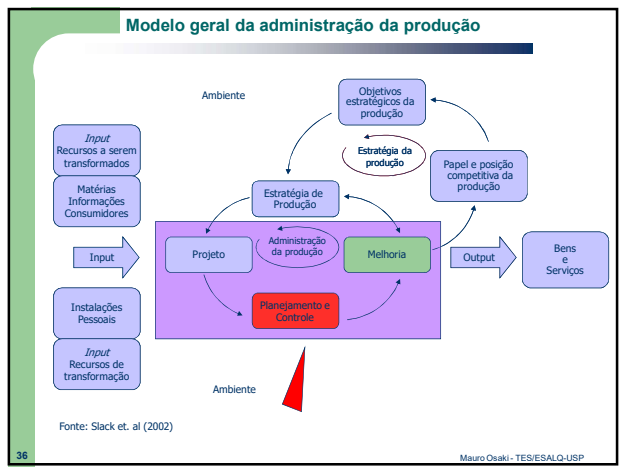 Modelo geral da administração da produção
Ambiente
Objetivos
estratégicos da
produção
Input
Recursos a serem
transformados
Estratégia da
produção
Papel e posição
competitiva da
produção
Matérias
Informações
Consumidores
Estratégia de
Produção
Input
Projeto
Administração
da produção
Melhoria
Output
Bens
e
Serviços
Instalações
Pessoais
Planejamento e
Controle
Input
Recursos de
transformação
Ambiente
Fonte: Slack et. al (2002)
36
Mauro Osaki - TES/ESALQ-USP